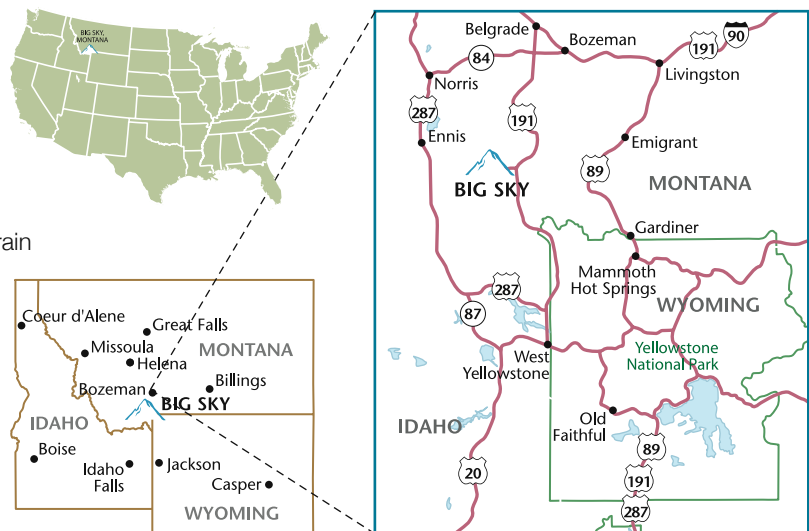 BIG SKY,
MONTANA
rain
Coeur d'Alene
Great Falls
Missoula
MONTANA
Helena
Bozeman
Billings
BIG SKY
IDAHO
Boise
Idaho
Falls
Jackson
Casper
WYOMING
Belgrade
Bozeman
191
90
84
Livingston
Norris
287
191
Ennis
Emigrant
89
BIG SKY
MONTANA
Gardiner
Mammoth
Hot Springs
287
WYOMING
87
West
Yellowstone
Yellowstone
National Park
IDAHO
Old
Faithful
89
20
191
287